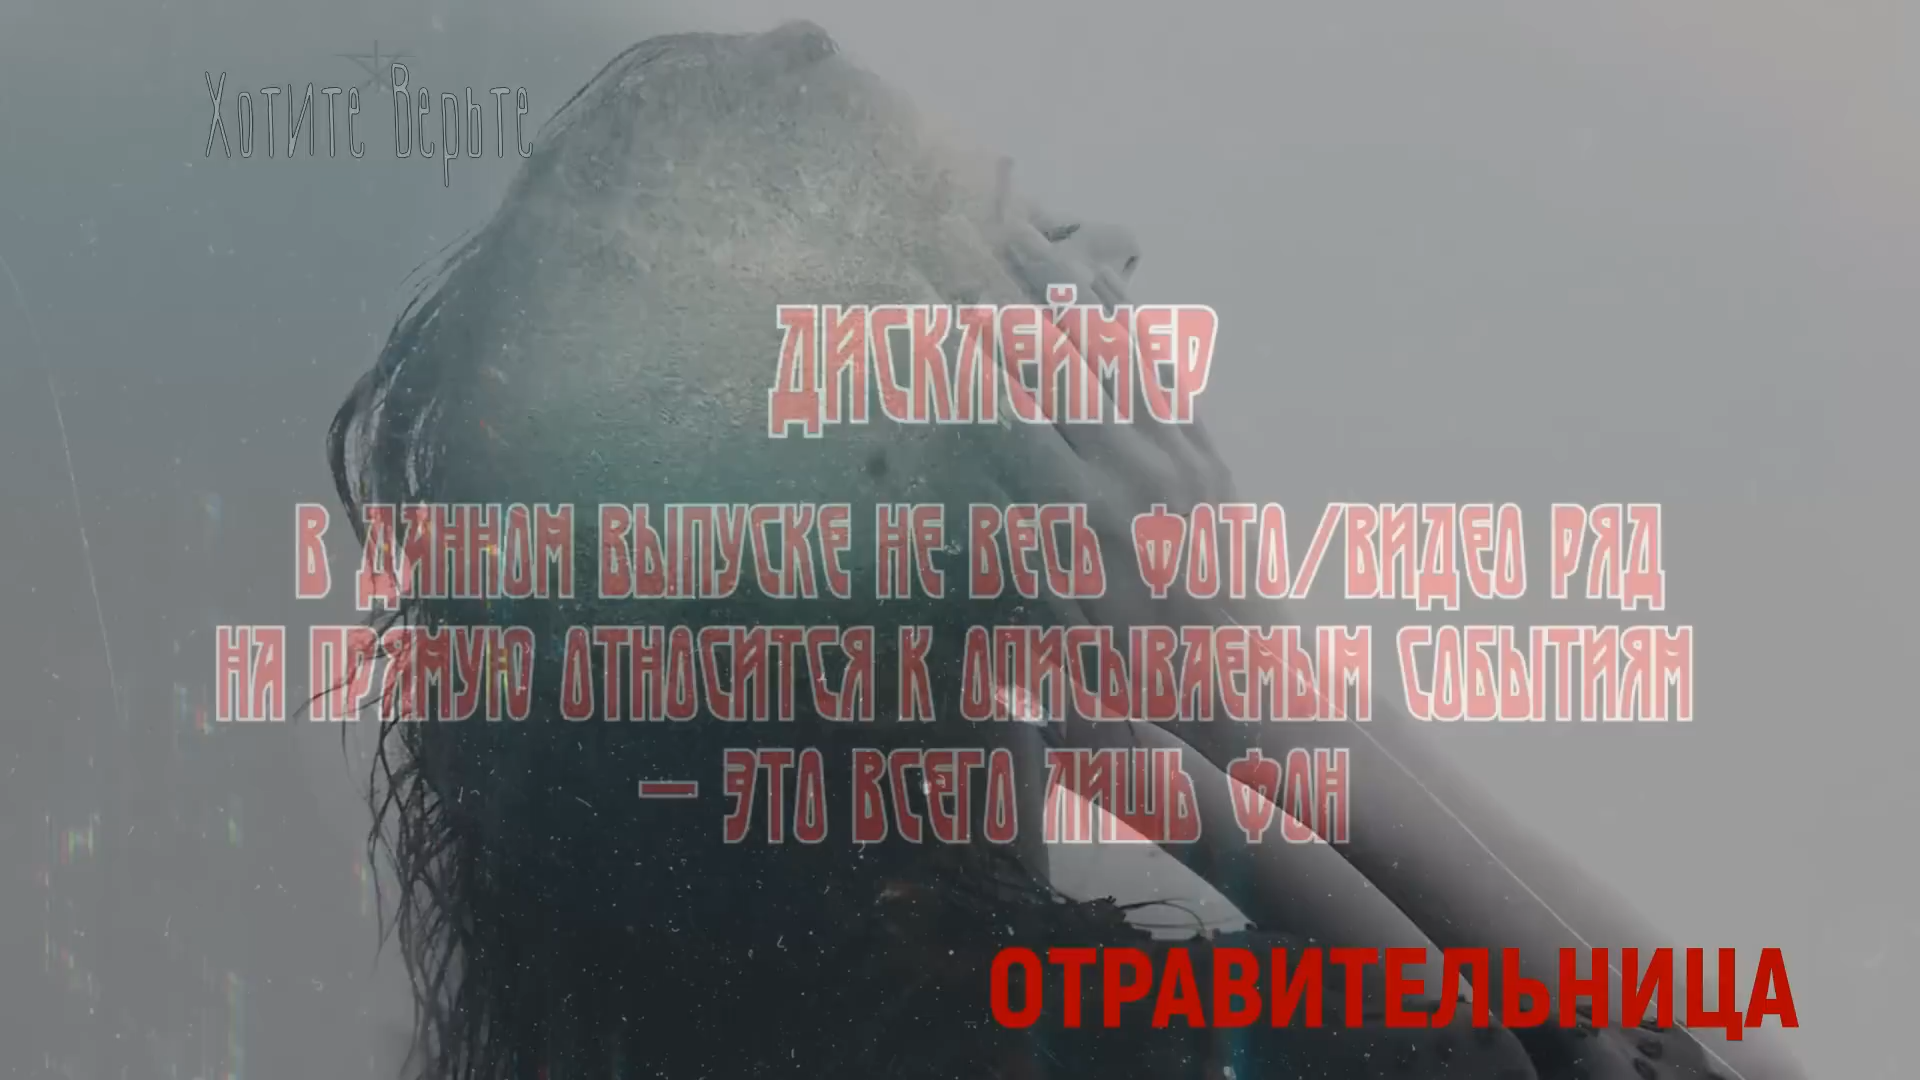 Хотите Верьте
ДИСКЛЕЙМЕР
В ДАННОМ ВЫПУСКЕ НЕ ВЕСЬ ФОТО/ВИДЕО РЯД
НА ПРЯМУЮ ОТНОСИТСЯ К ОПИСЫВАЕМЫМ СОБЫТИЯМ
— ЭТО ВСЕГО ЛИШЬ ФОН
ОТРАВИТЕЛЬНИЦА